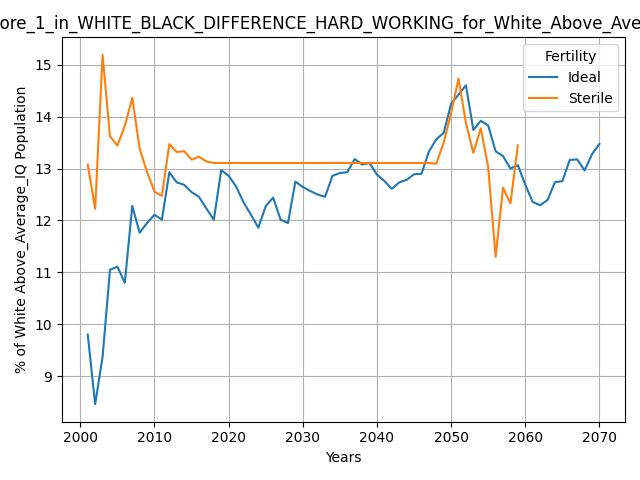 ore_1_in_WHITE_BLACK_DIFFERENCE_HARD_WORKING_for_White_Above_Ave
Fertility
Ideal
Sterile
% of White Above_Average_IQ Population
15
14
13
12
11
10
9
2000 2010 2020 2030 2040 2050 2060 2070
Years